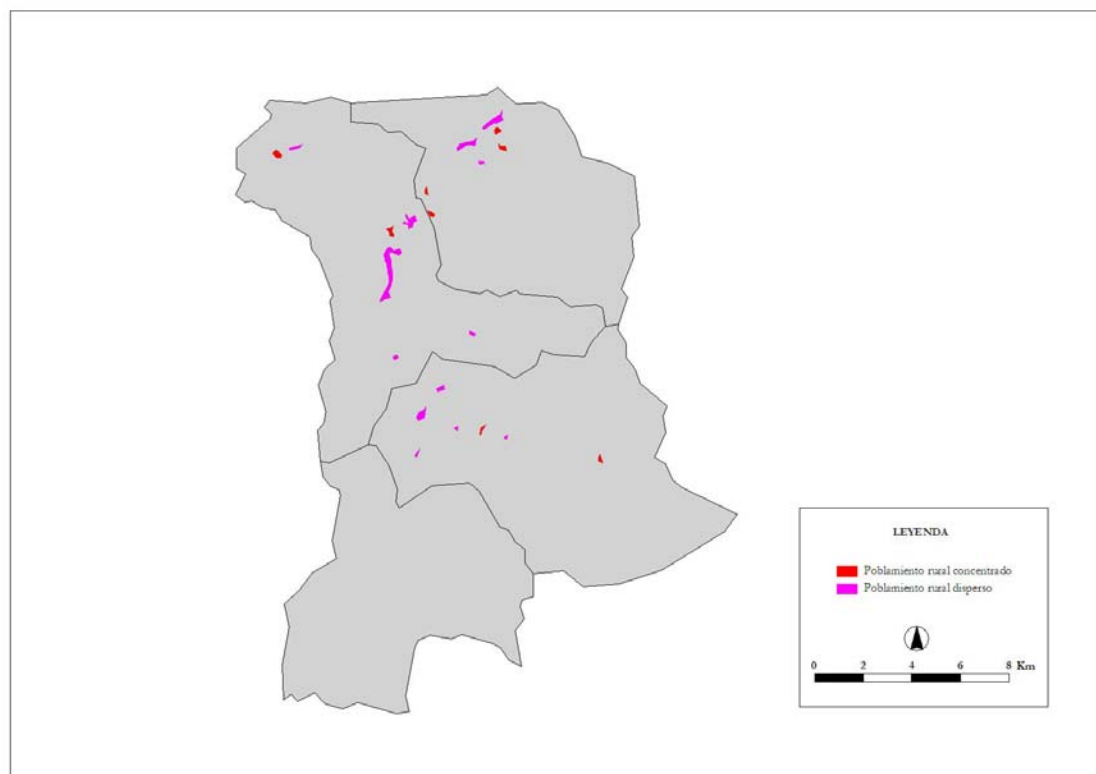 LEYENDA
Poblamiento rural concentrado
Poblamiento rural disperso
0 2 4 6 8 Km